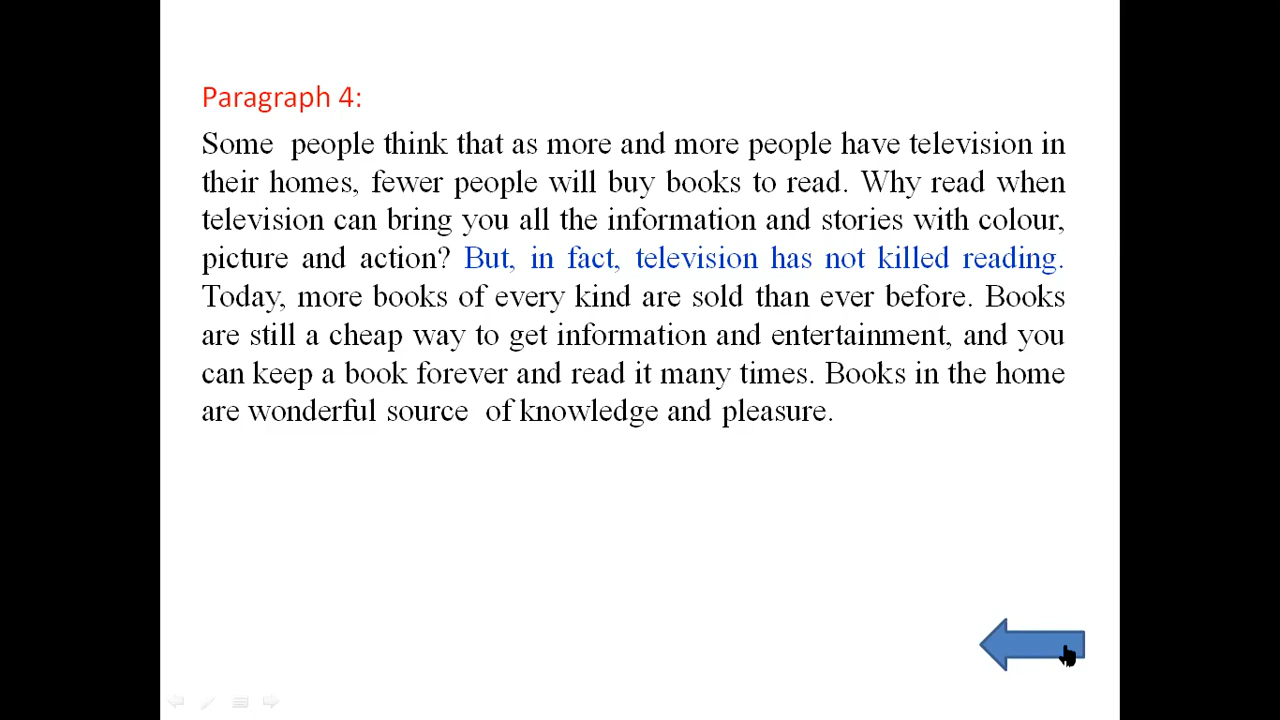 Paragraph 4:
Some people think that as more and more people have television in
their homes, fewer people will buy books to read. Why read when
television can bring you all the information and stories with colour,
picture and action? But, in fact, television has not killed reading.
Today, more books of every kind are sold than ever before. Books
are still a cheap way to get information and entertainment, and you
can keep a book forever and read it many times. Books in the home
are wonderful source of knowledge and pleasure.